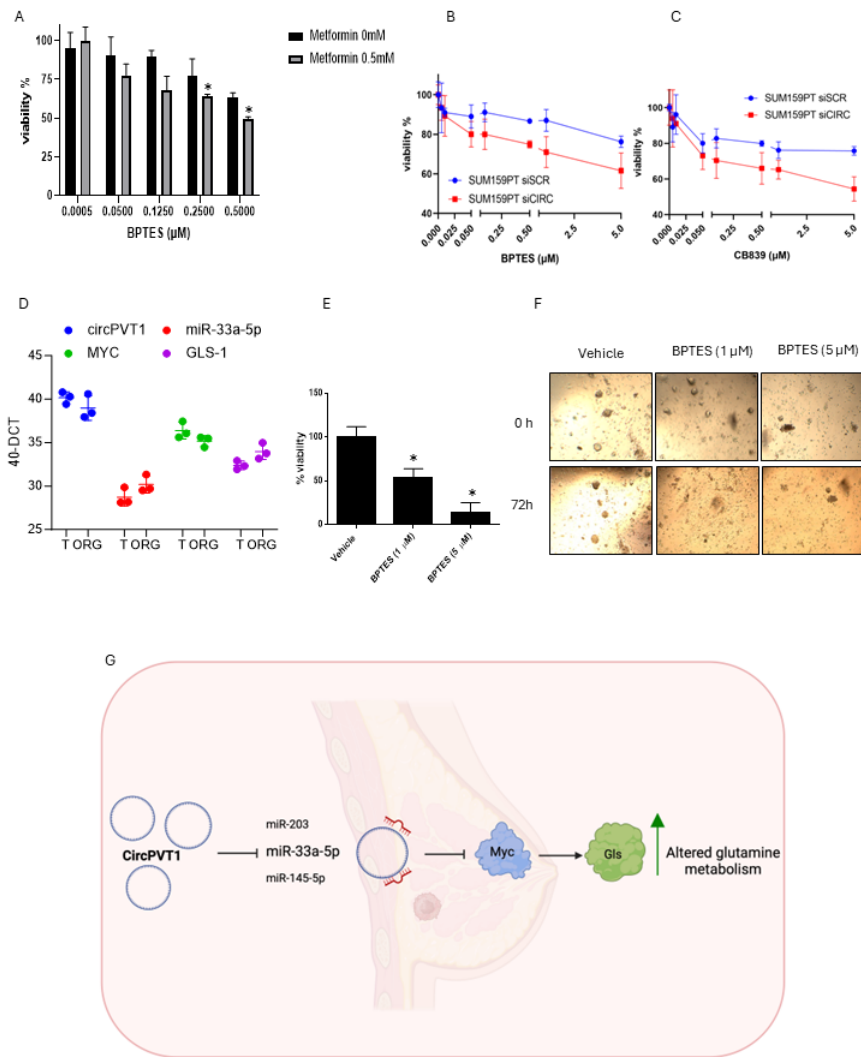 A
Metformin 0mM
Metformin 0.5mM
viability %
100
75
50
25
0
*
*
0.0005 0.0500 0.1250 0.2500 0.5000
BPTES (µM)
B
viability %
100
80
60
40
SUM159PT siSCR
SUM159PT siCIRC
0.000 0.025 0.050 0.25 0.50 2.5 5.0
BPTES (µM)
C
viability %
100
80
60
40
SUM159PT siSCR
SUM159PT siCIRC
0.000 0.025 0.050 0.25 0.50 2.5 5.0
CB839 (µM)
D
circPVT1 miR-33a-5p
MYC GLS-1
40-DCT
45
40
35
30
25
T ORG T ORG T ORG T ORG
E
% viability
150
100
50
0
*
*
Vehicle
BPTES (1 µM)
BPTES (5 µM)
F
Vehicle BPTES (1 µM) BPTES (5 µM)
0 h
72h
G
CircPVT1
miR-203
miR-33a-5p
miR-145-5p
Myc
Gls
Altered glutamine
metabolism